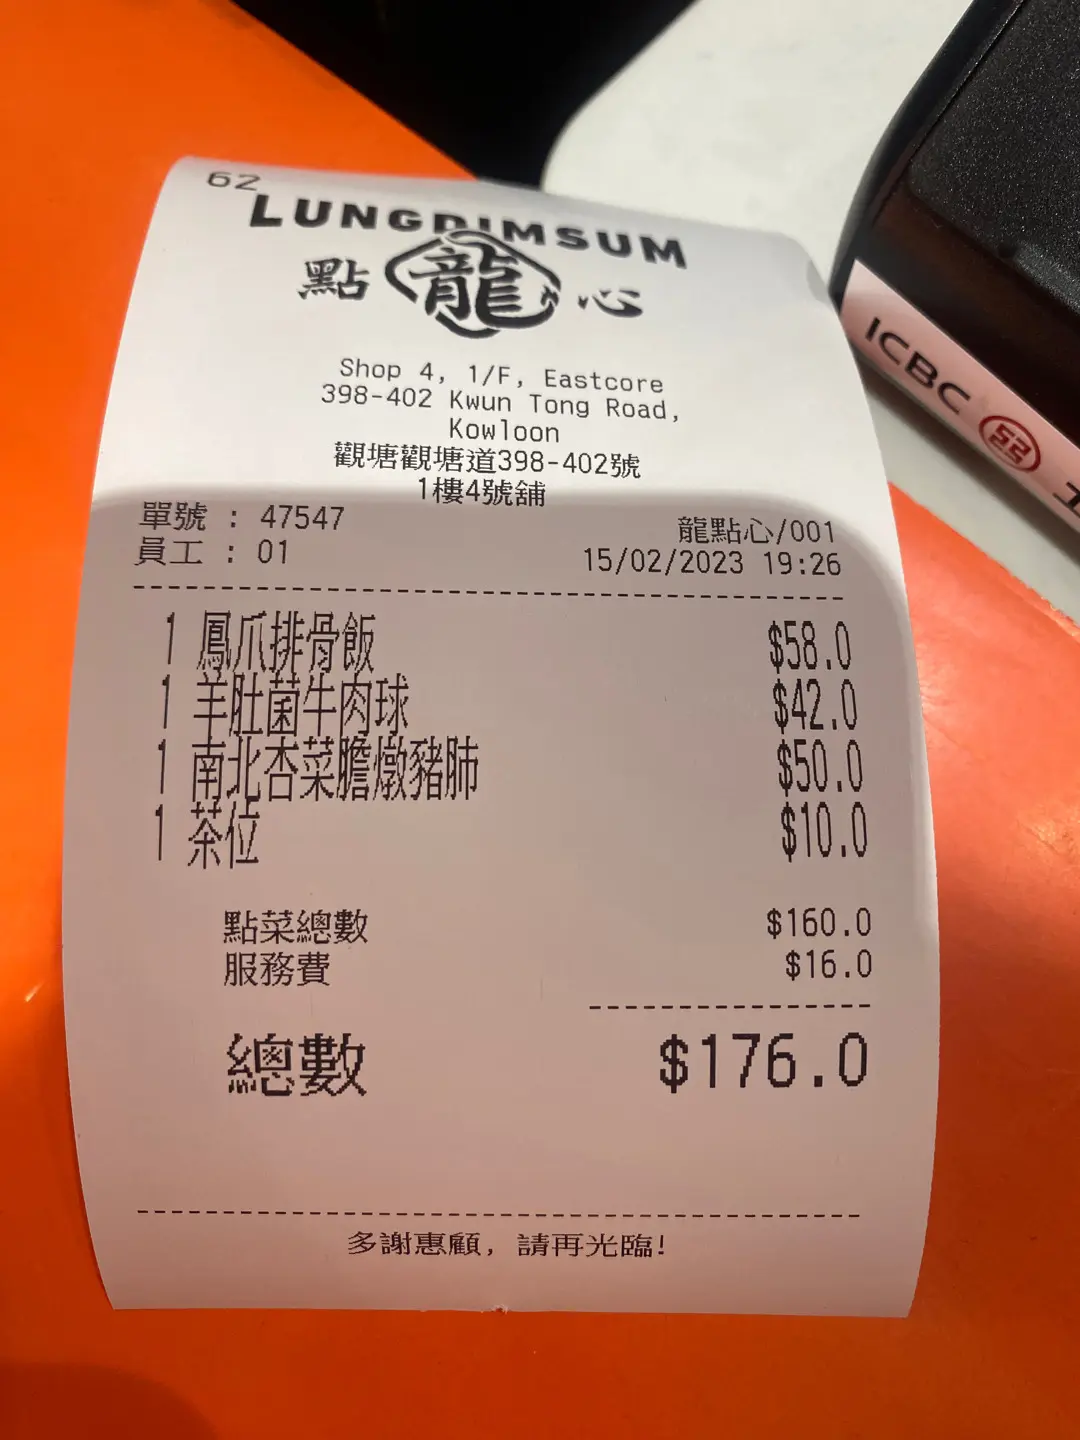 62
LUNGDIMSUM
點 龍 心
Shop 4, 1/F, Eastcore
398-402 Kwun Tong Road,
Kowloon
觀塘觀塘道398-402號
1樓4號舖
單號 : 47547
龍點心/001
員工 : 01
15/02/2023 19:26
1 鳳爪排骨飯 $58.0
1 羊肚菌牛肉球 $42.0
1 南北杏菜膽燉豬肺 $50.0
1 茶位 $10.0
點菜總數 $160.0
服務費 $16.0
總數 $176.0
多謝惠顧, 請再光臨!
ICBC